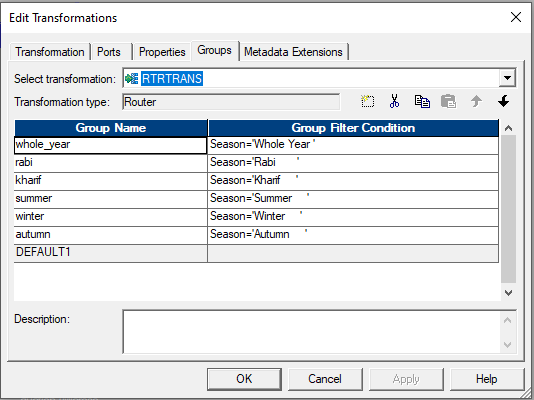 Edit Transformations
Transformation Ports Properties Groups Metadata Extensions
Select transformation: RTRTRANS
Transformation type: Router
Group Name Group Filter Condition
whole_year Season='Whole Year '
rabi Season='Rabi       '
kharif Season='Kharif     '
summer Season='Summer     '
winter Season='Winter     '
autumn Season='Autumn     '
DEFAULT1
Description:
OK Cancel Apply Help